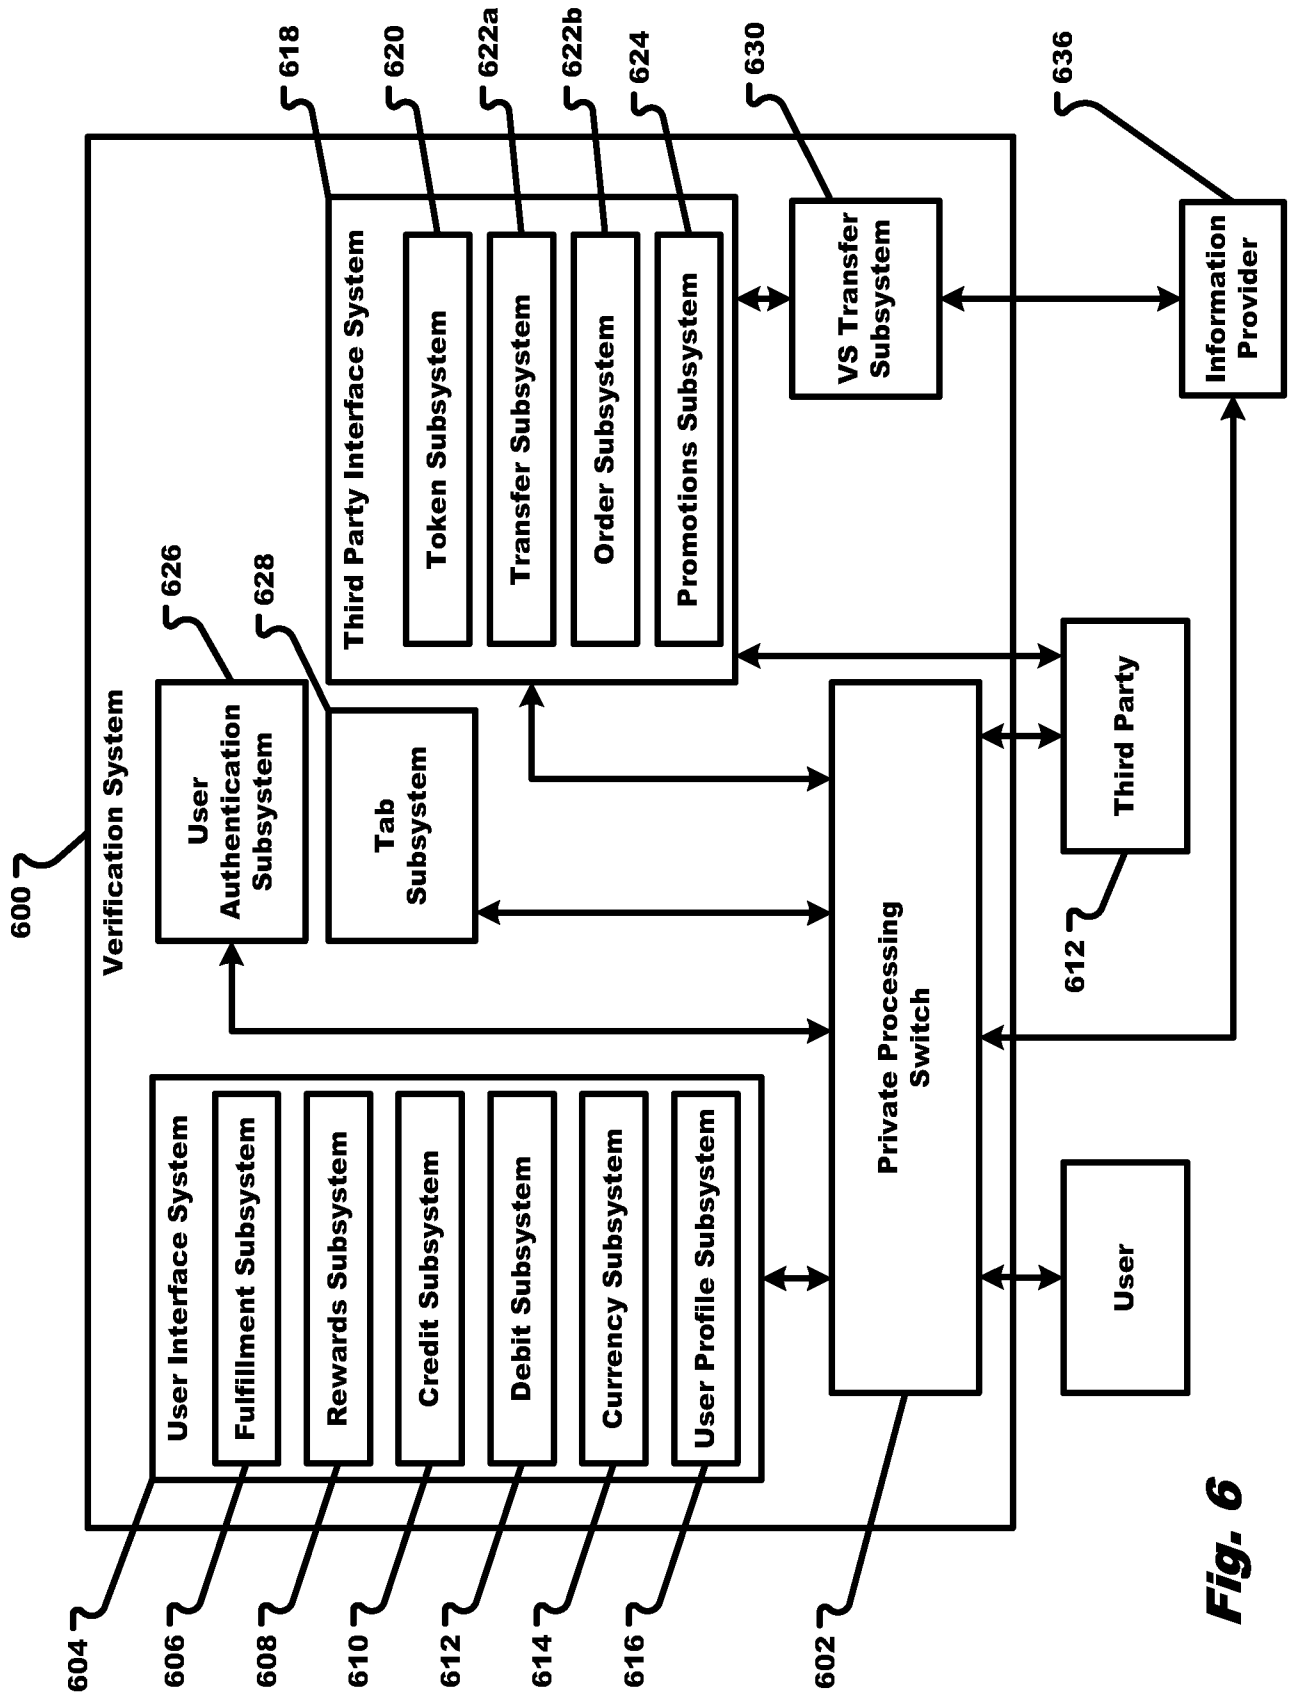 600
Verification System
604
User Interface System
606
Fulfillment Subsystem
608
Rewards Subsystem
610
Credit Subsystem
612
Debit Subsystem
614
Currency Subsystem
616
User Profile Subsystem
626
User
Authentication
Subsystem
628
Tab
Subsystem
618
Third Party Interface System
620
Token Subsystem
622a
Transfer Subsystem
622b
Order Subsystem
624
Promotions Subsystem
630
VS Transfer
Subsystem
602
Private Processing
Switch
User
612
Third Party
636
Information
Provider
Fig. 6